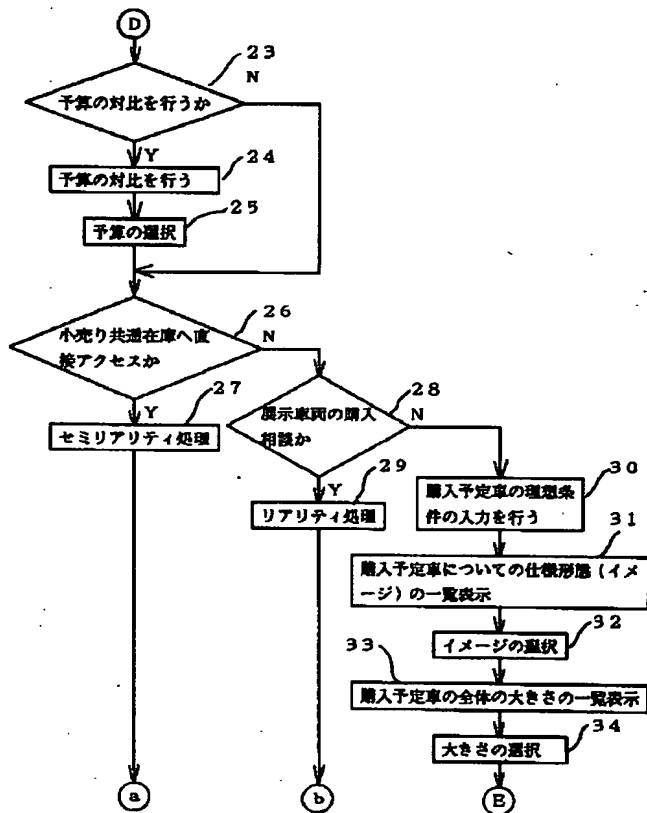 D
23
N
予算の対比を行うか
Y
24
予算の対比を行う
25
予算の選択
26
小売り共通在庫へ直
接アクセスか
N
Y
27
セミリアリティ処理
28
展示車両の購入
相談か
N
Y
29
リアリティ処理
30
購入予定車の理想条
件の入力を行う
31
購入予定車についての仕様形態（イメ
ージ）の一覧表示
32
イメージの選択
33
購入予定車の全体の大きさの一覧表示
34
大きさの選択
a
b
E